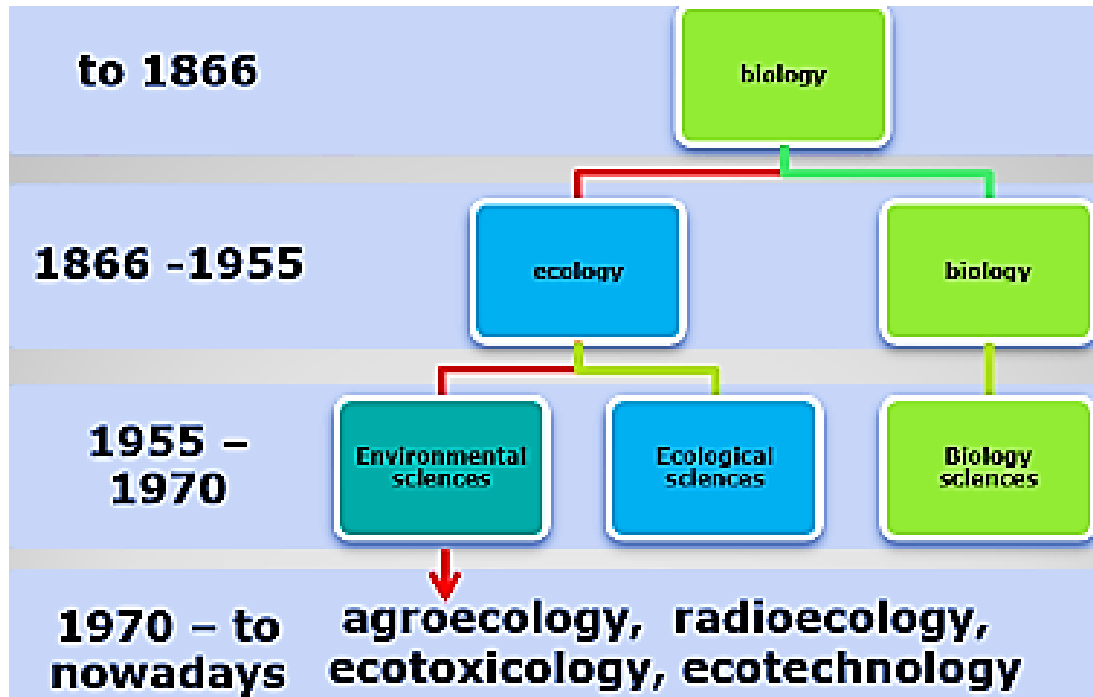 to 1866
biology
1866 -1955
ecology
biology
1955 –
1970
Environmental
sciences
Ecological
sciences
Biology
sciences
1970 – to
nowadays
agroecology, radioecology,
ecotoxicology, ecotechnology